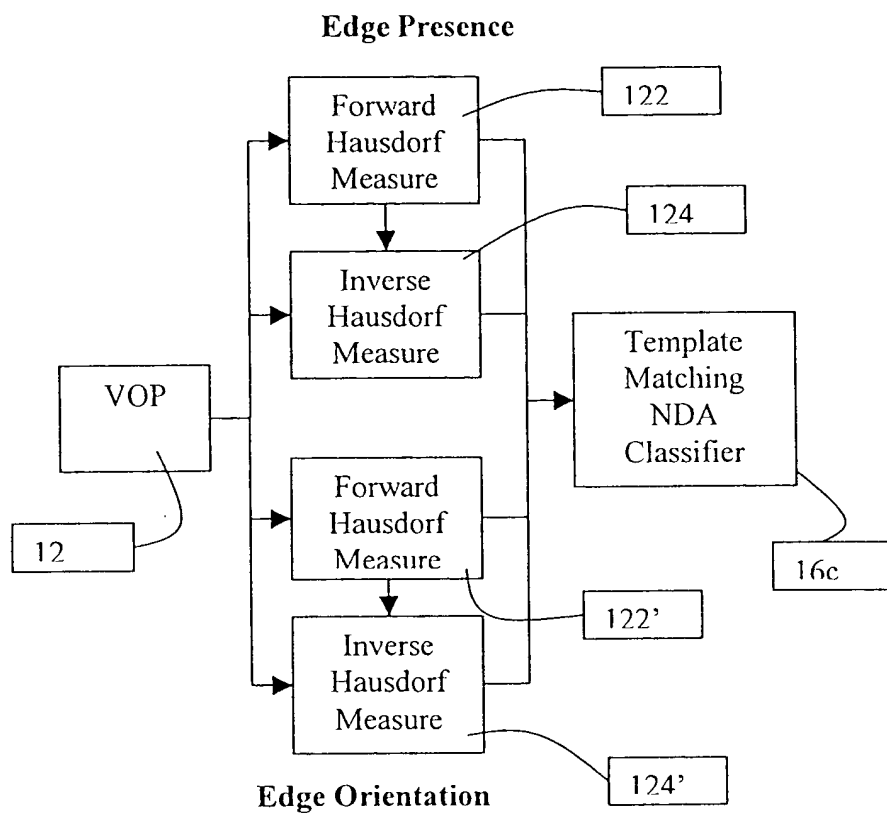 Edge Presence
Forward
Hausdorf
Measure
122
Inverse
Hausdorf
Measure
124
VOP
12
Template
Matching
NDA
Classifier
16c
Forward
Hausdorf
Measure
122’
Inverse
Hausdorf
Measure
124’
Edge Orientation